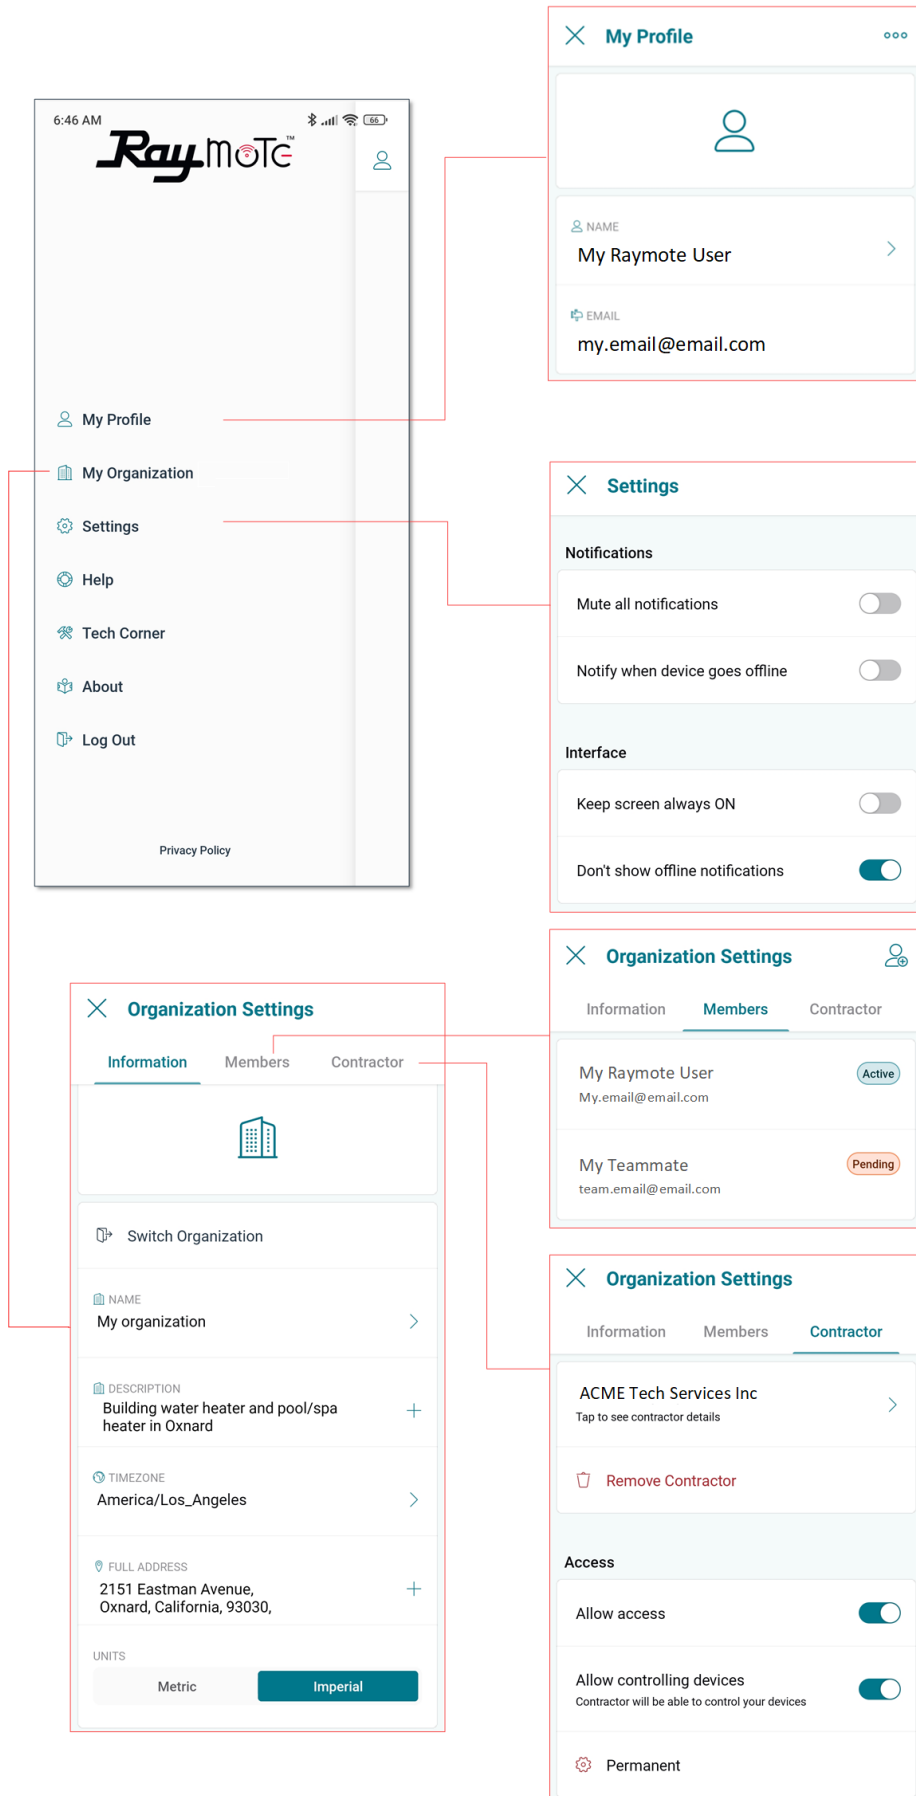 My Profile
6:46 AM
66
Raymote™
NAME
My Raymote User
EMAIL
my.email@email.com
My Profile
My Organization
Settings
Help
Tech Corner
About
Log Out
Privacy Policy
Settings
Notifications
Mute all notifications
Notify when device goes offline
Interface
Keep screen always ON
Don't show offline notifications
Organization Settings
Information Members Contractor
My Raymote User
Active
My.email@email.com
My Teammate
Pending
team.email@email.com
Organization Settings
Information Members Contractor
Switch Organization
NAME
My organization
DESCRIPTION
Building water heater and pool/spa
heater in Oxnard
TIMEZONE
America/Los_Angeles
FULL ADDRESS
2151 Eastman Avenue,
Oxnard, California, 93030,
UNITS
Metric Imperial
Organization Settings
Information Members Contractor
ACME Tech Services Inc
Tap to see contractor details
Remove Contractor
Access
Allow access
Allow controlling devices
Contractor will be able to control your devices
Permanent